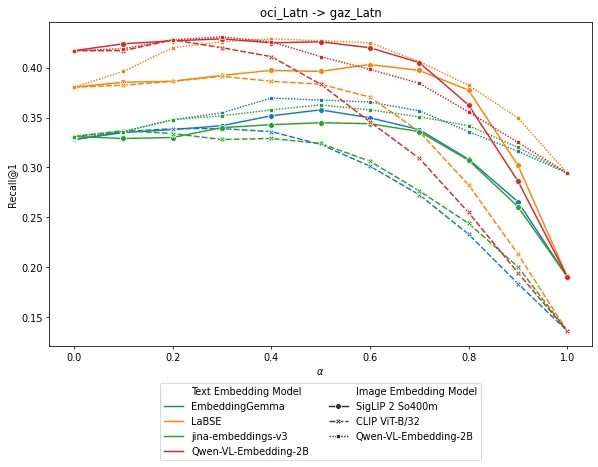 oci_Latn -> gaz_Latn
Recall@1
0.40
0.35
0.30
0.25
0.20
0.15
0.0
0.2
0.4
0.6
0.8
1.0
α
Text Embedding Model
EmbeddingGemma
LaBSE
jina-embeddings-v3
Qwen-VL-Embedding-2B
Image Embedding Model
SigLIP 2 So400m
CLIP ViT-B/32
Qwen-VL-Embedding-2B